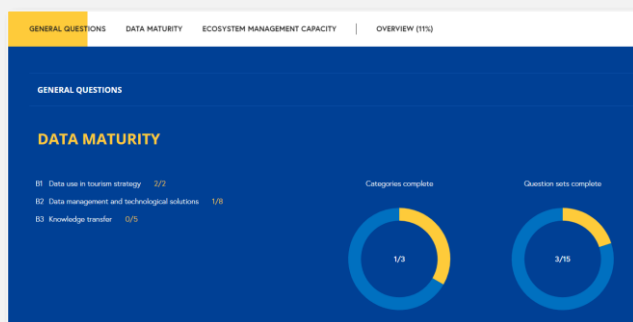 GENERAL QUESTIONS DATA MATURITY ECOSYSTEM MANAGEMENT CAPACITY | OVERVIEW (11%)
GENERAL QUESTIONS
DATA MATURITY
B1 Data use in tourism strategy 2/2
B2 Data management and technological solutions 1/8
B3 Knowledge transfer 0/5
Categories complete
1/3
Question sets complete
3/15